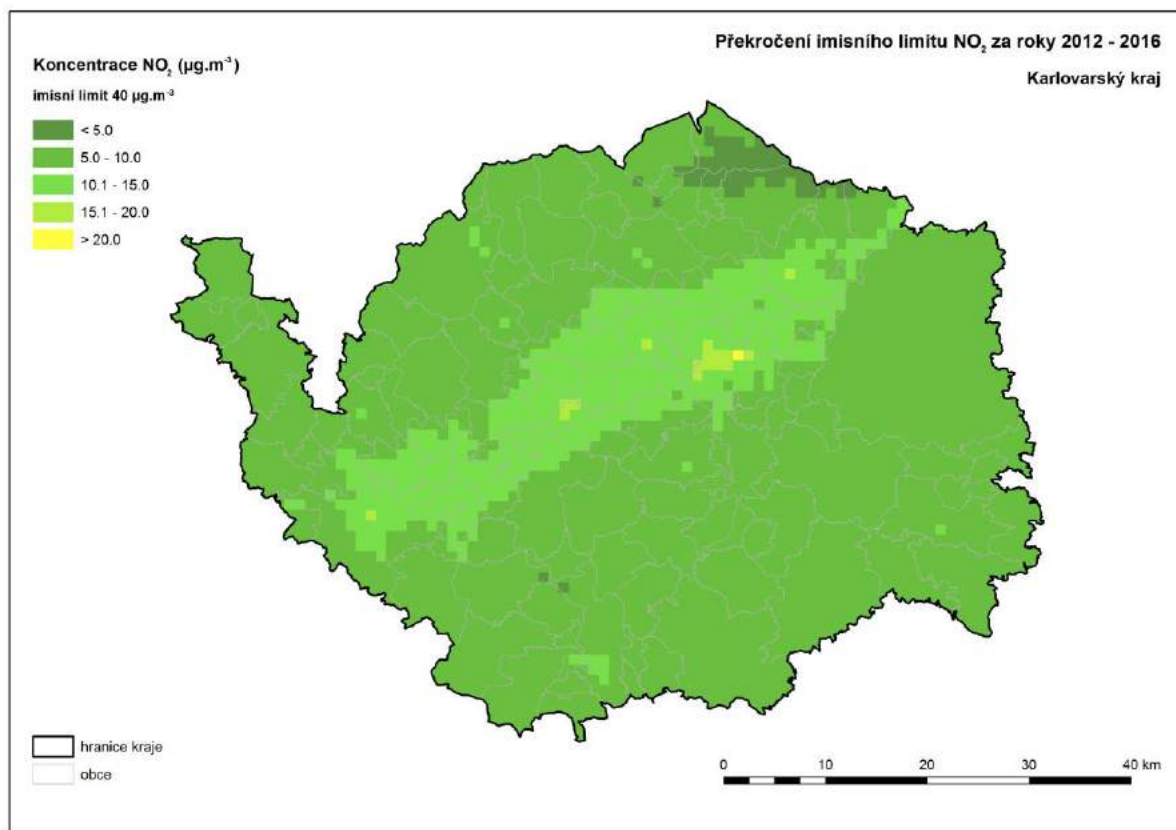 Překročení imisního limitu NO₂ za roky 2012 - 2016
Karlovarský kraj
Koncentrace NO₂ (µg.m⁻³)
imisní limit 40 µg.m⁻³
< 5.0
5.0 - 10.0
10.1 - 15.0
15.1 - 20.0
> 20.0
hranice kraje
obce
0 10 20 30 40 km